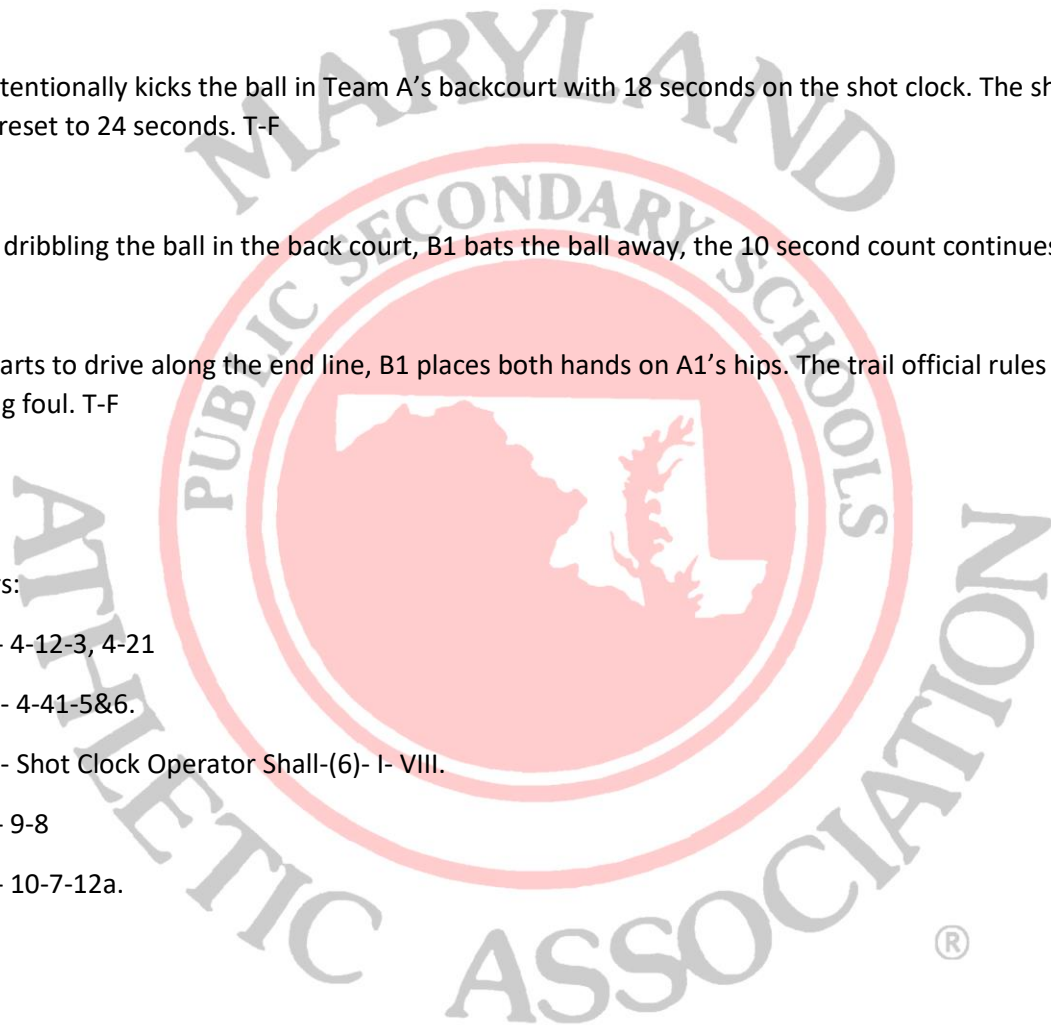 tentionally kicks the ball in Team A’s backcourt with 18 seconds on the shot clock. The sh
reset to 24 seconds. T-F
dribbling the ball in the back court, B1 bats the ball away, the 10 second count continues
arts to drive along the end line, B1 places both hands on A1’s hips. The trail official rules
g foul. T-F
s:
- 4-12-3, 4-21
- 4-41-5&6.
- Shot Clock Operator Shall-(6)- I- VIII.
- 9-8
- 10-7-12a.
MARYLAND
PUBLIC SECONDARY SCHOOLS
ATHLETIC ASSOCIATION
®